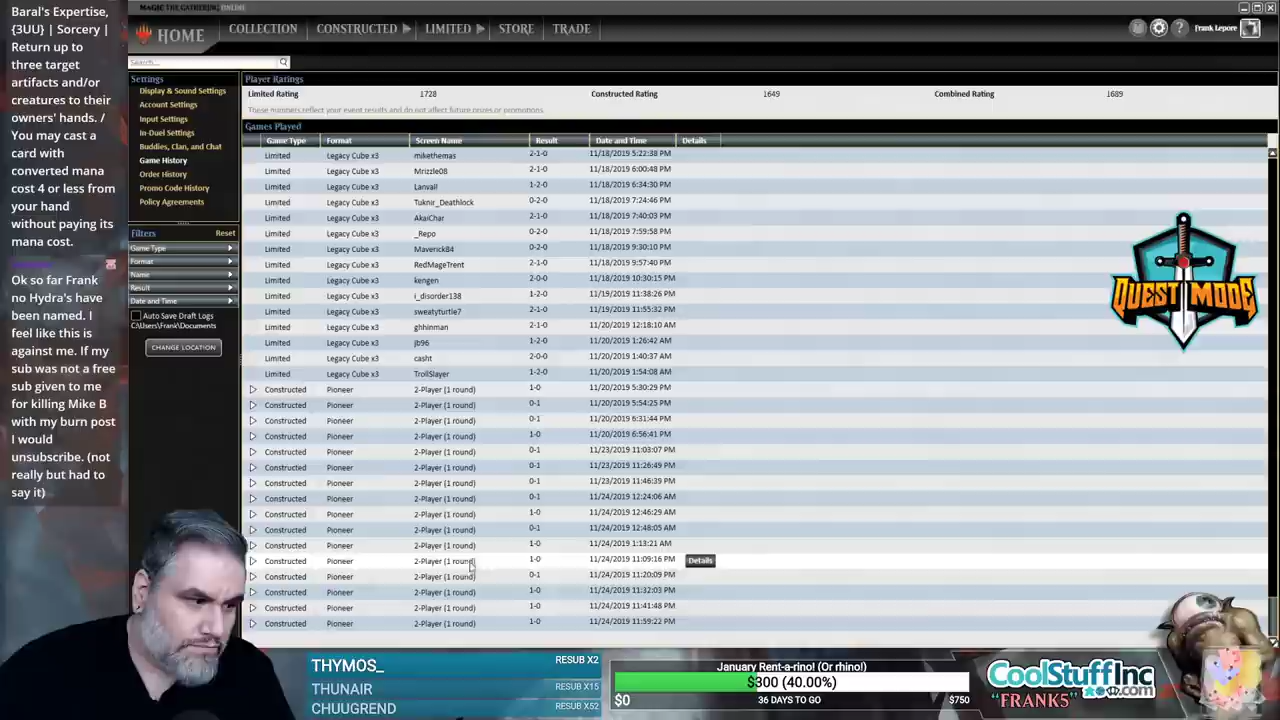 Baral's Expertise,
{3UU} | Sorcery |
Return up to
three target
artifacts and/or
creatures to their
owners' hands. /
You may cast a
card with
converted mana
cost 4 or less from
your hand
without paying its
mana cost.
Ok so far Frank
no Hydra's have
been named. I
feel like this is
against me. If my
sub was not a free
sub given to me
for killing Mike B
with my burn post
I would
unsubscribe. (not
really but had to
say it)
MAGIC THE GATHERING ONLINE
HOME COLLECTION CONSTRUCTED LIMITED STORE TRADE
Frank Lepore
Search...
Settings
Display & Sound Settings
Account Settings
Input Settings
In-Duel Settings
Buddies, Clan, and Chat
Game History
Order History
Promo Code History
Policy Agreements
Filters Reset
Game Type
Format
Name
Result
Date and Time
Auto Save Draft Logs
C:\Users\Frank\Documents
CHANGE LOCATION
Player Ratings
Limited Rating 1728 Constructed Rating 1649 Combined Rating 1689
These numbers reflect your event results and do not affect future prizes or promotions.
Games Played
Game Type Format Screen Name Result Date and Time Details
Limited Legacy Cube x3 mikethemas 2-1-0 11/18/2019 5:22:38 PM
Limited Legacy Cube x3 Mrizzle08 2-1-0 11/18/2019 6:00:48 PM
Limited Legacy Cube x3 Lanvail 1-2-0 11/18/2019 6:34:30 PM
Limited Legacy Cube x3 Tuknir_Deathlock 0-2-0 11/18/2019 7:24:46 PM
Limited Legacy Cube x3 AkaiChar 2-1-0 11/18/2019 7:40:03 PM
Limited Legacy Cube x3 _Repo 0-2-0 11/18/2019 7:59:58 PM
Limited Legacy Cube x3 Maverick84 0-2-0 11/18/2019 9:30:10 PM
Limited Legacy Cube x3 RedMageTrent 2-1-0 11/18/2019 9:57:40 PM
Limited Legacy Cube x3 kengen 2-0-0 11/18/2019 10:30:15 PM
Limited Legacy Cube x3 i_disorder138 1-2-0 11/19/2019 11:38:26 PM
Limited Legacy Cube x3 sweatyturtle7 2-1-0 11/19/2019 11:55:32 PM
Limited Legacy Cube x3 ghhinman 2-1-0 11/20/2019 12:18:10 AM
Limited Legacy Cube x3 jb96 1-2-0 11/20/2019 1:26:42 AM
Limited Legacy Cube x3 casht 2-0-0 11/20/2019 1:40:37 AM
Limited Legacy Cube x3 TrollSlayer 1-2-0 11/20/2019 1:54:08 AM
Constructed Pioneer 2-Player (1 round) 1-0 11/20/2019 5:30:29 PM
Constructed Pioneer 2-Player (1 round) 0-1 11/20/2019 5:54:25 PM
Constructed Pioneer 2-Player (1 round) 0-1 11/20/2019 6:31:44 PM
Constructed Pioneer 2-Player (1 round) 1-0 11/20/2019 6:56:41 PM
Constructed Pioneer 2-Player (1 round) 0-1 11/23/2019 11:03:07 PM
Constructed Pioneer 2-Player (1 round) 0-1 11/23/2019 11:26:49 PM
Constructed Pioneer 2-Player (1 round) 0-1 11/23/2019 11:46:39 PM
Constructed Pioneer 2-Player (1 round) 0-1 11/24/2019 12:24:06 AM
Constructed Pioneer 2-Player (1 round) 1-0 11/24/2019 12:46:29 AM
Constructed Pioneer 2-Player (1 round) 0-1 11/24/2019 12:48:05 AM
Constructed Pioneer 2-Player (1 round) 1-0 11/24/2019 1:13:21 AM
Constructed Pioneer 2-Player (1 round) 1-0 11/24/2019 11:09:16 PM Details
Constructed Pioneer 2-Player (1 round) 0-1 11/24/2019 11:20:09 PM
Constructed Pioneer 2-Player (1 round) 1-0 11/24/2019 11:32:03 PM
Constructed Pioneer 2-Player (1 round) 1-0 11/24/2019 11:41:48 PM
Constructed Pioneer 2-Player (1 round) 1-0 11/24/2019 11:59:22 PM
QUEST MODE
THYMOS_ RESUB X2
THUNAIR RESUB X15
CHUUGREND RESUB X52
January Rent-a-rino! (Or rhino!)
$300 (40.00%)
$0 36 DAYS TO GO $750
CoolStuffInc
.com
"FRANK5"